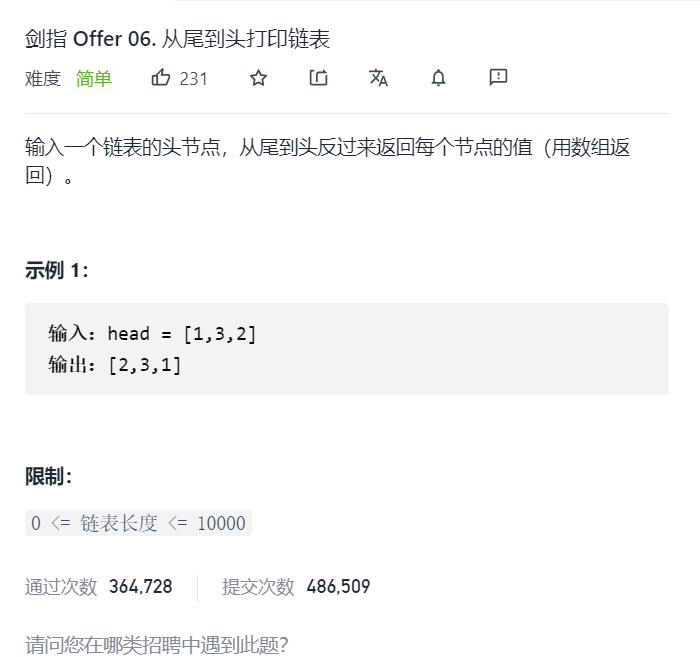 剑指 Offer 06. 从尾到头打印链表
难度 简单 231
输入一个链表的头节点，从尾到头反过来返回每个节点的值（用数组返
回）。
示例 1：
输入：head = [1,3,2]
输出：[2,3,1]
限制：
0 <= 链表长度 <= 10000
通过次数 364,728 提交次数 486,509
请问您在哪类招聘中遇到此题？